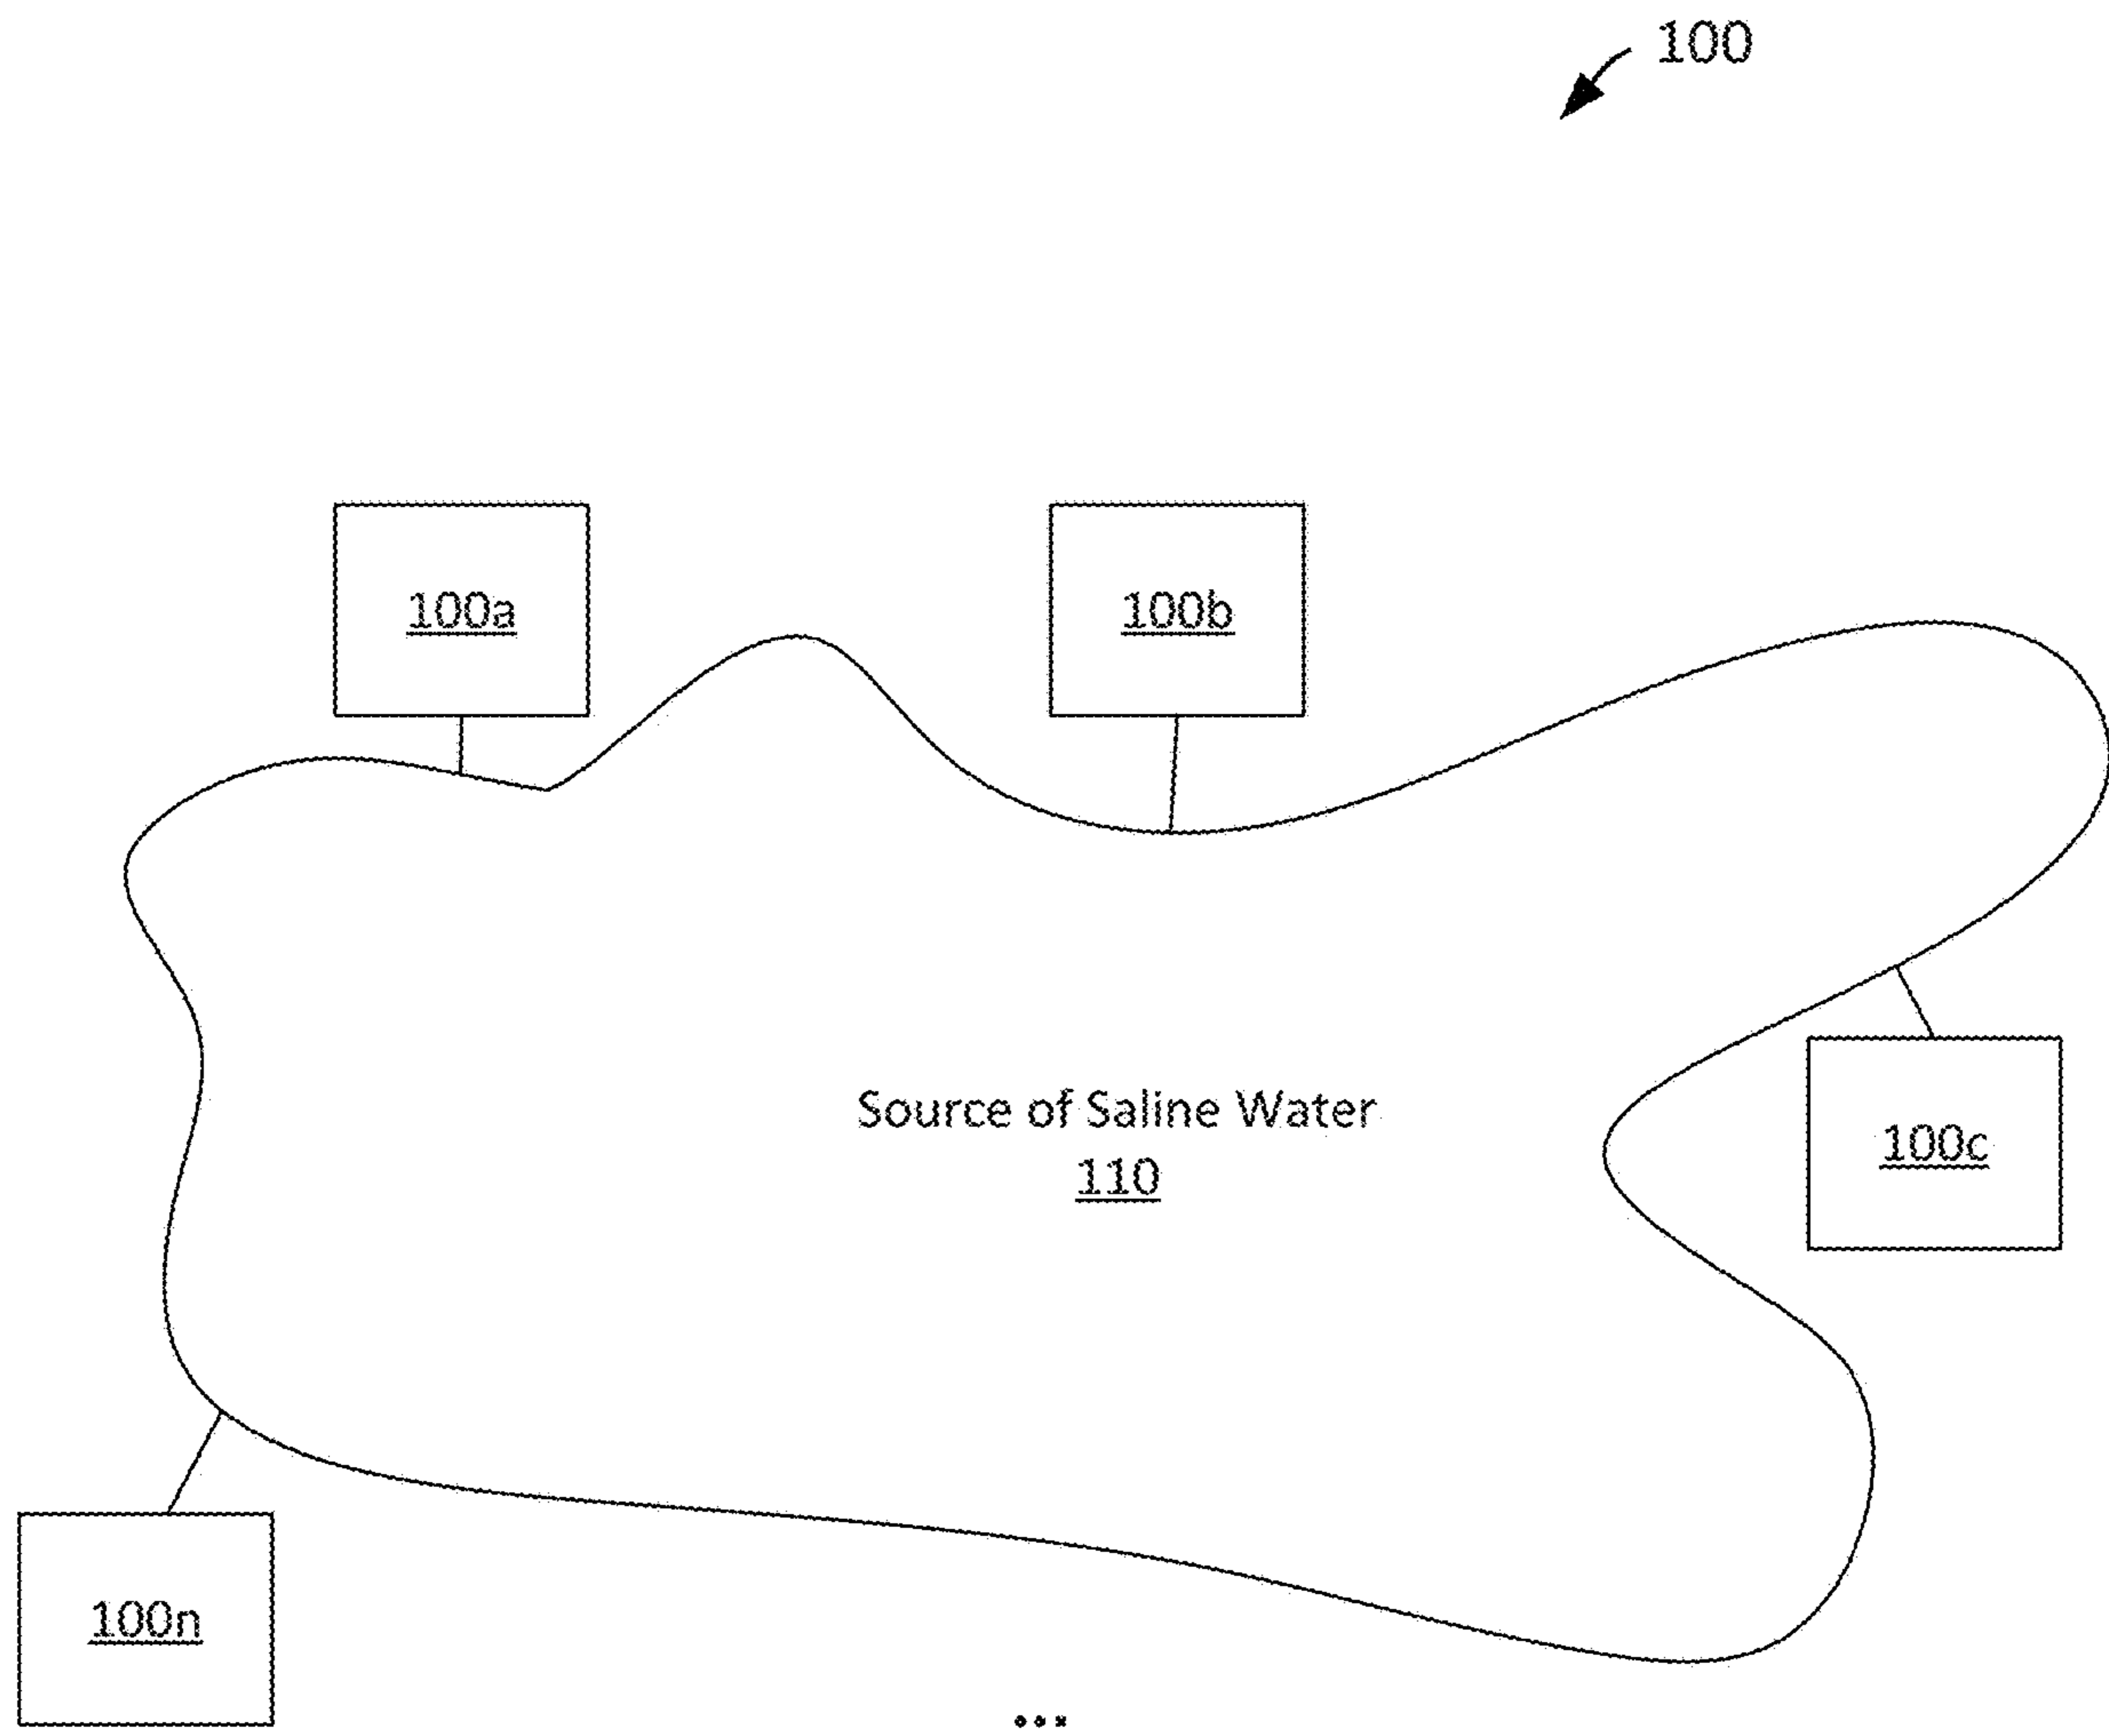 100
100a
100b
Source of Saline Water
110
100c
100n
...